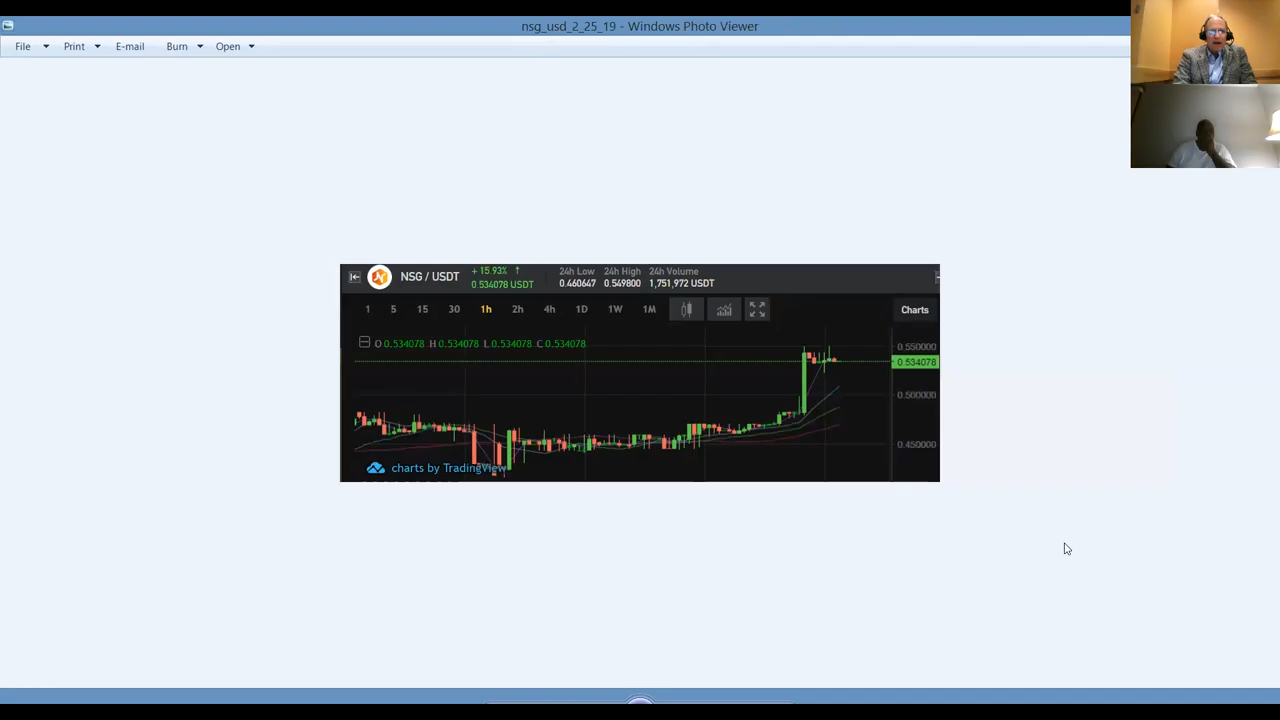 nsg_usd_2_25_19 - Windows Photo Viewer
File Print E-mail Burn Open
NSG / USDT + 15.93% ↑ 24h Low 24h High 24h Volume
0.534078 USDT 0.460647 0.549800 1,751,972 USDT
1 5 15 30 1h 2h 4h 1D 1W 1M Charts
O 0.534078 H 0.534078 L 0.534078 C 0.534078
0.550000
0.534078
0.500000
0.450000
charts by TradingView